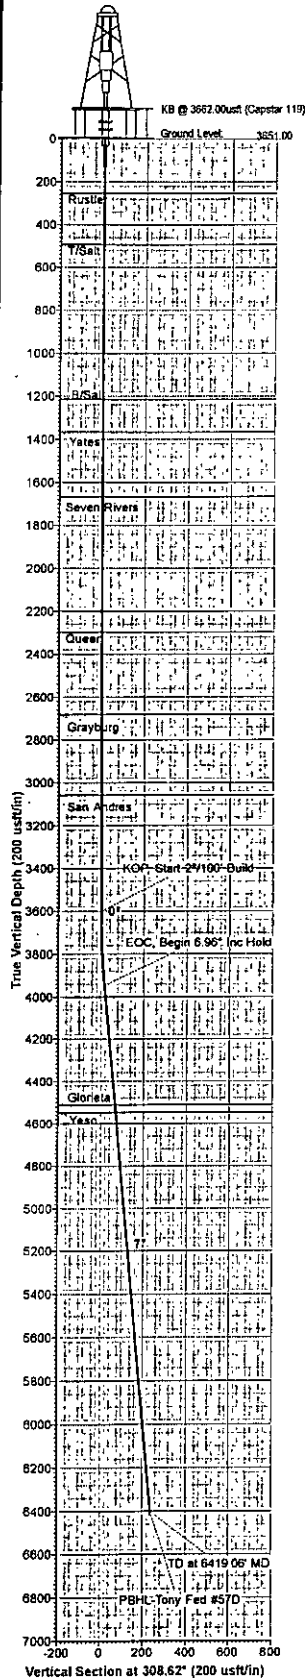 KB @ 3662.00usft (Capstar 119)
Ground Level: 3651.00
0
200
Rustle
400
T/Salt
600
800
1000
1200
B/Sal
1400
Yates
1600
Seven Rivers
1800
2000
2200
Queen
2400
2600
Grayburg
2800
3000
San Andres
3200
3400
KOP Start 2°/100' Build
3600
0°
3800
EOC, Begin 6.96° Inc Hold
4000
4200
4400
Glorieta
4600
Yeso
4800
5000
7°
5200
5400
5600
5800
6000
6200
6400
TD at 6419.06' MD
6600
PBHL-Tony Fed #57D
6800
7000
True Vertical Depth (200 usft/in)
-200 0 200 400 600 800
Vertical Section at 308.62° (200 usft/in)